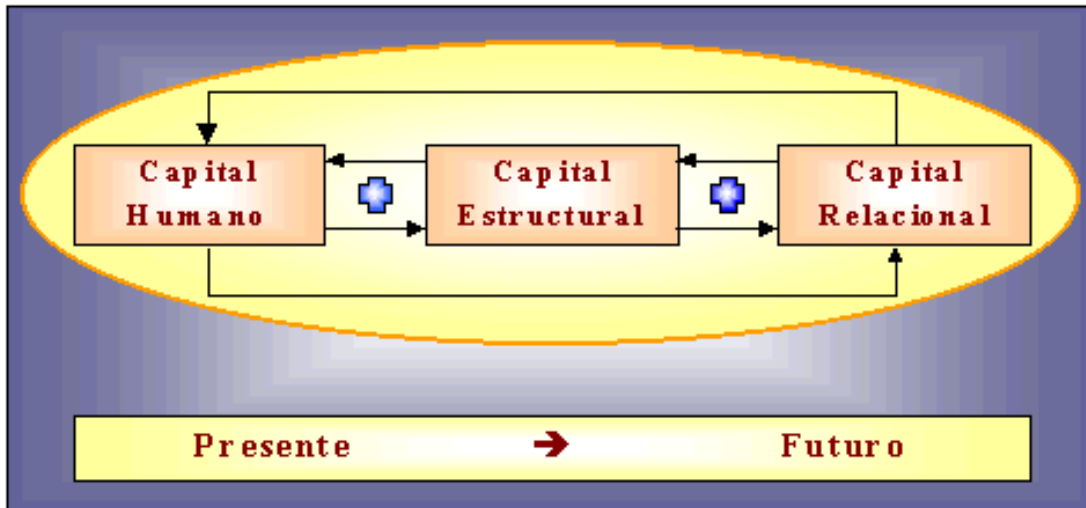 Capital Humano
Capital Estructural
Capital Relacional
Presente ➔ Futuro